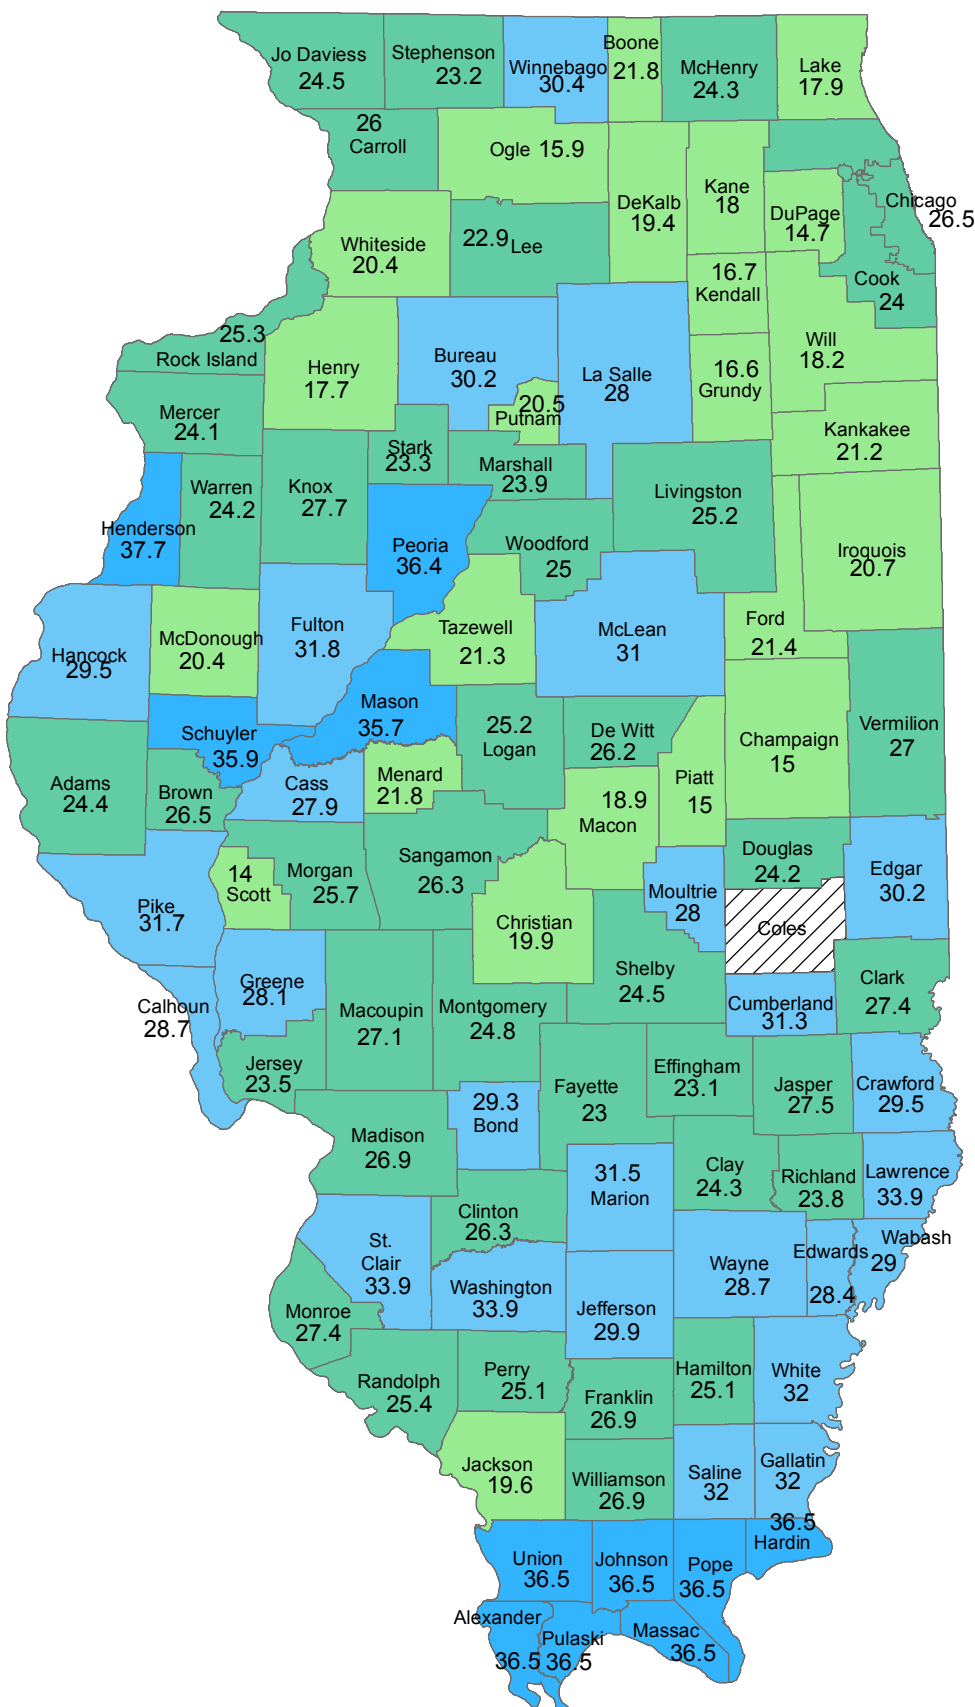 Jo Daviess
24.5
Stephenson
23.2
Winnebago
30.4
Boone
21.8
McHenry
24.3
Lake
17.9
26
Carroll
Ogle 15.9
DeKalb
19.4
Kane
18
DuPage
14.7
Chicago
26.5
Cook
24
Whiteside
20.4
22.9 Lee
16.7
Kendall
25.3
Rock Island
Henry
17.7
Bureau
30.2
20.5
Putnam
La Salle
28
16.6
Grundy
Will
18.2
Mercer
24.1
Kankakee
21.2
Henderson
37.7
Warren
24.2
Knox
27.7
Stark
23.3
Marshall
23.9
Peoria
36.4
Woodford
25
Livingston
25.2
Iroquois
20.7
Hancock
29.5
McDonough
20.4
Fulton
31.8
Tazewell
21.3
McLean
31
Ford
21.4
Schuyler
35.9
Mason
35.7
25.2
Logan
De Witt
26.2
Piatt
15
Champaign
15
Vermilion
27
Adams
24.4
Brown
26.5
Cass
27.9
Menard
21.8
18.9
Macon
Pike
31.7
14
Scott
Morgan
25.7
Sangamon
26.3
Christian
19.9
Moultrie
28
Douglas
24.2
Coles
Edgar
30.2
Calhoun
28.7
Greene
28.1
Macoupin
27.1
Montgomery
24.8
Shelby
24.5
Cumberland
31.3
Clark
27.4
Jersey
23.5
Fayette
23
Effingham
23.1
Jasper
27.5
Crawford
29.5
Madison
26.9
29.3
Bond
31.5
Marion
Clay
24.3
Richland
23.8
Lawrence
33.9
Clinton
26.3
St.
Clair
33.9
Washington
33.9
Jefferson
29.9
Wayne
28.7
Edwards
28.4
Wabash
29
Monroe
27.4
Randolph
25.4
Perry
25.1
Franklin
26.9
Hamilton
25.1
White
32
Jackson
19.6
Williamson
26.9
Saline
32
Gallatin
32
36.5
Hardin
Union
36.5
Johnson
36.5
Pope
36.5
Alexander
36.5
Pulaski
36.5
Massac
36.5